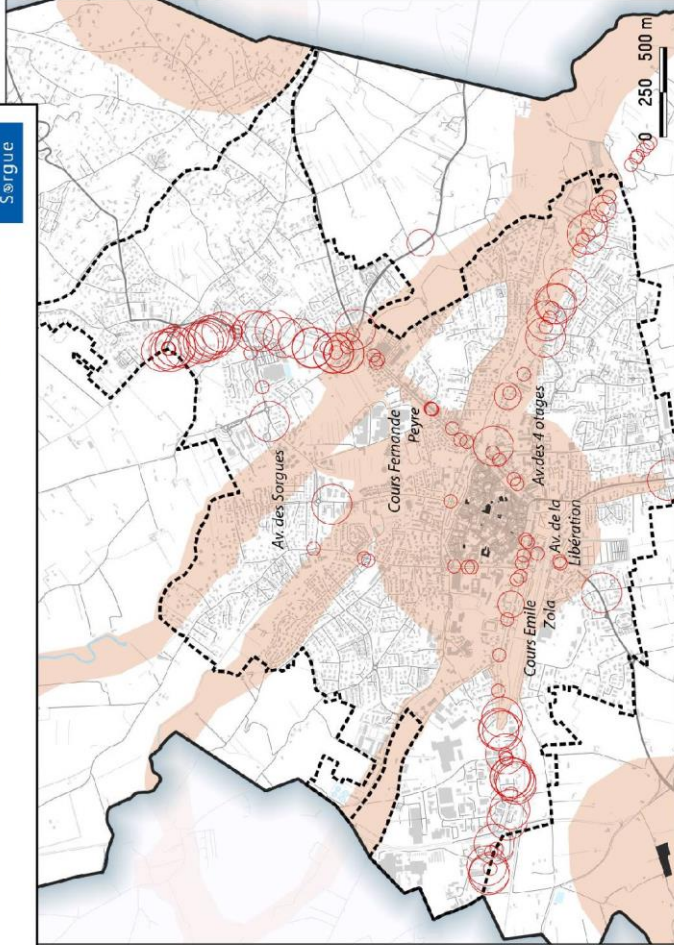 Sorgue
Av. des Sorgues
Cours Fernande
Peyre
Av.des 4 otages
Av. de la
Libération
Cours Emile
Zola
0 250 500 m